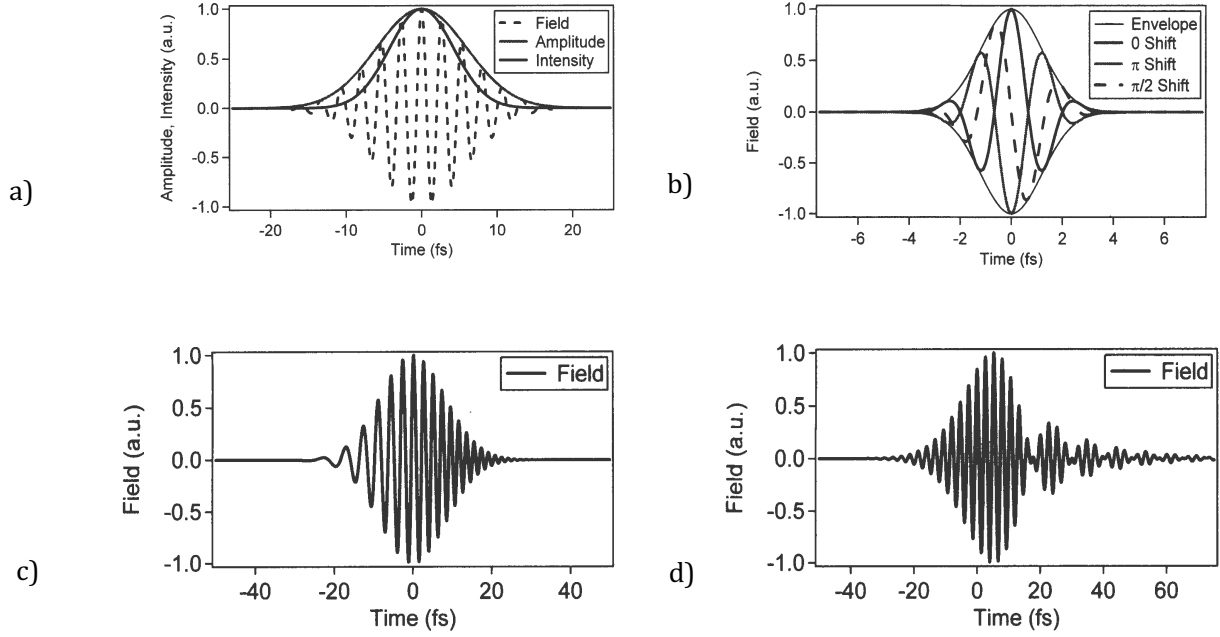 a)
Amplitude, Intensity (a.u.)
1.0
0.5
0.0
-0.5
-1.0
Field
Amplitude
Intensity
-20
-10
0
10
20
Time (fs)
b)
Field (a.u.)
1.0
0.5
0.0
-0.5
-1.0
Envelope
0 Shift
π Shift
π/2 Shift
-6
-4
-2
0
2
4
6
Time (fs)
c)
Field (a.u.)
1.0
0.5
0.0
-0.5
-1.0
Field
-40
-20
0
20
40
Time (fs)
d)
Field (a.u.)
1.0
0.5
0.0
-0.5
-1.0
Field
-40
-20
0
20
40
60
Time (fs)